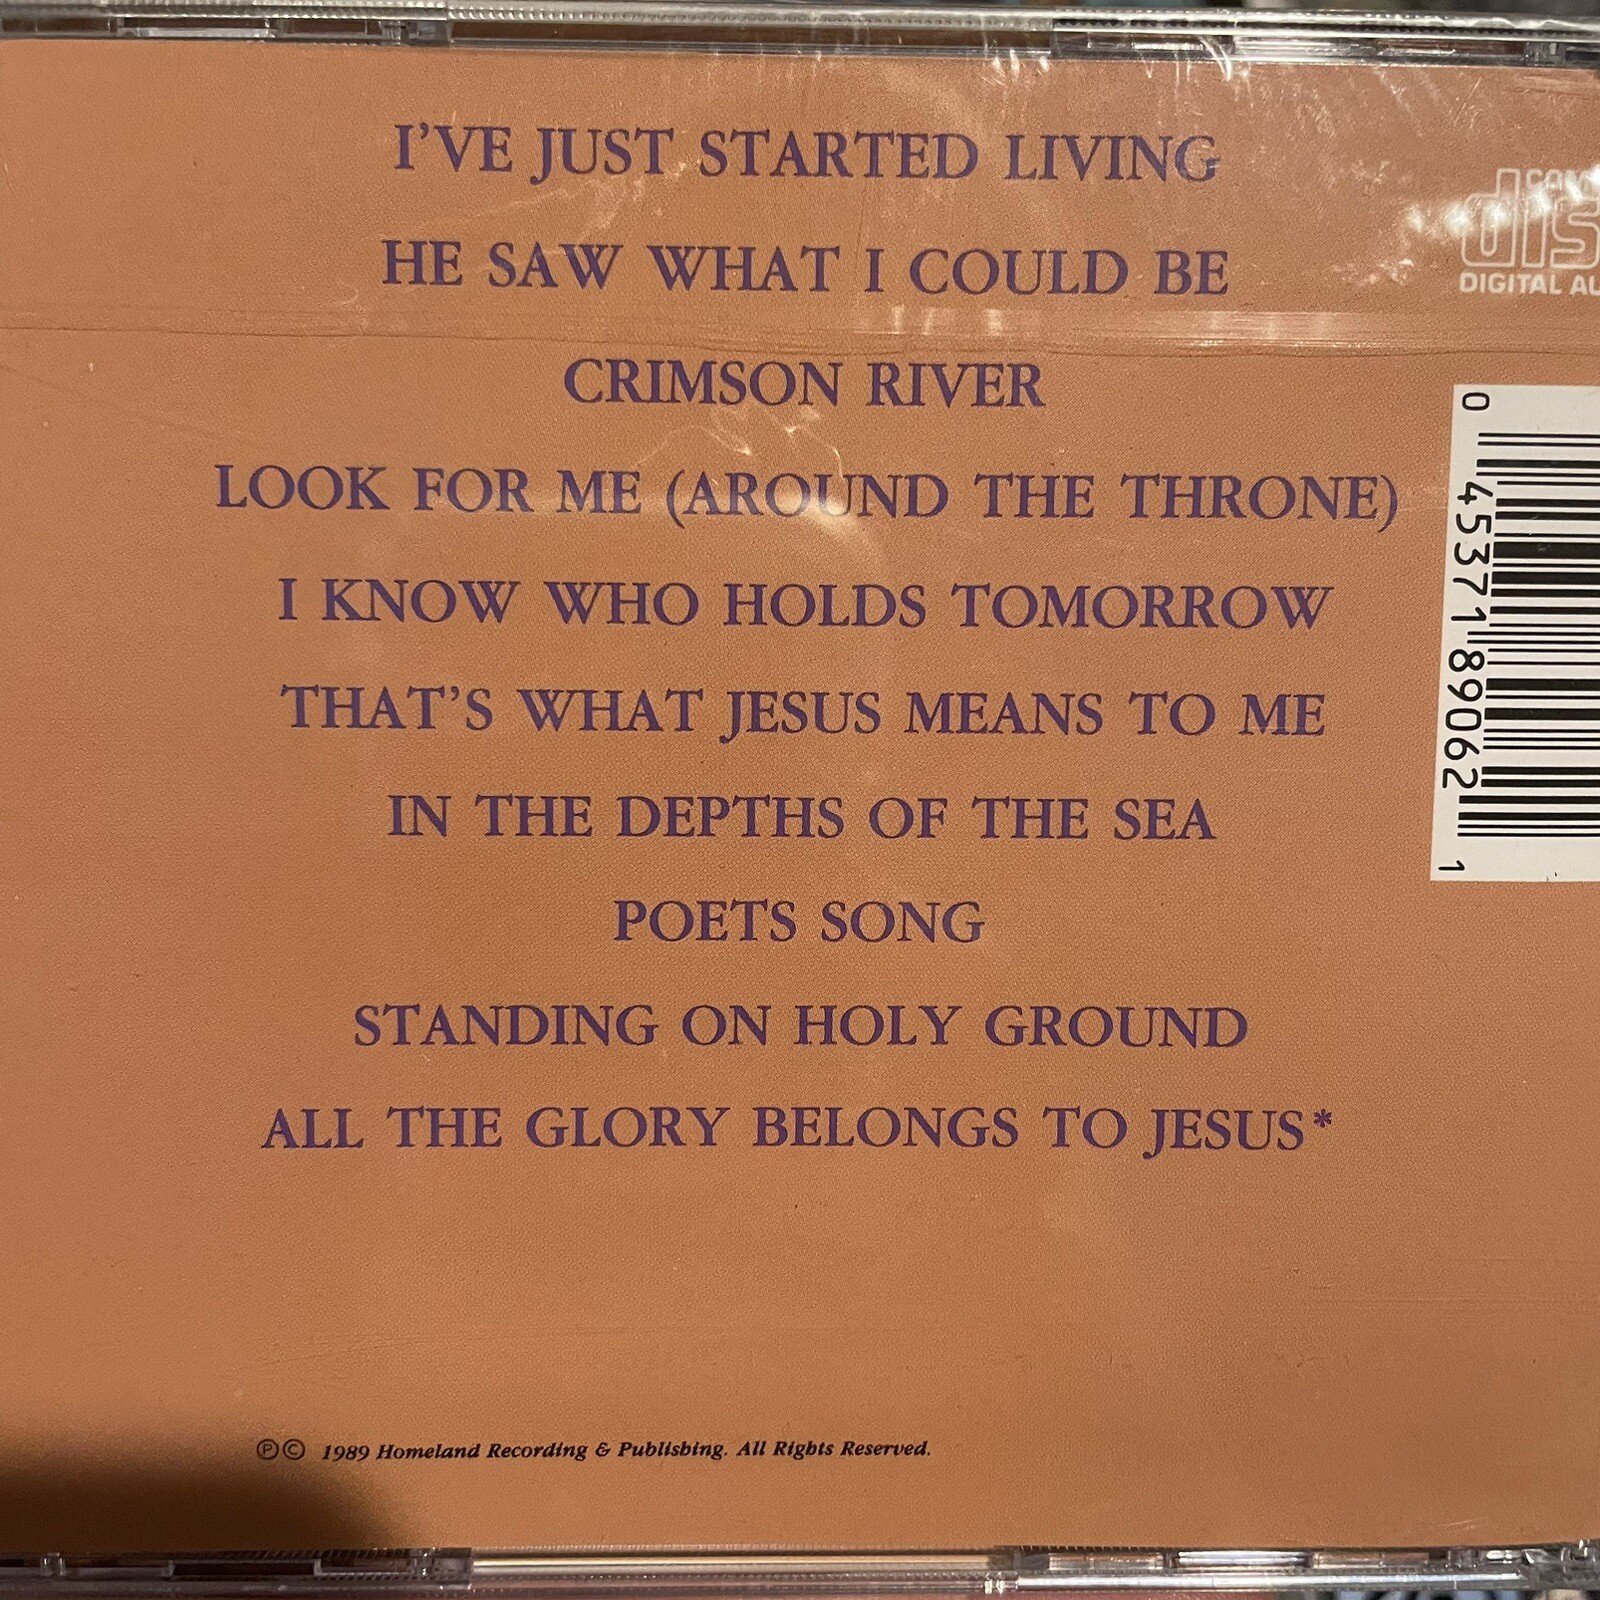 I'VE JUST STARTED LIVING
HE SAW WHAT I COULD BE
CRIMSON RIVER
LOOK FOR ME (AROUND THE THRONE)
I KNOW WHO HOLDS TOMORROW
THAT'S WHAT JESUS MEANS TO ME
IN THE DEPTHS OF THE SEA
POETS SONG
STANDING ON HOLY GROUND
ALL THE GLORY BELONGS TO JESUS*
DIGITAL
0 45371 89062 1
Ⓟ© 1989 Homeland Recording & Publishing. All Rights Reserved.